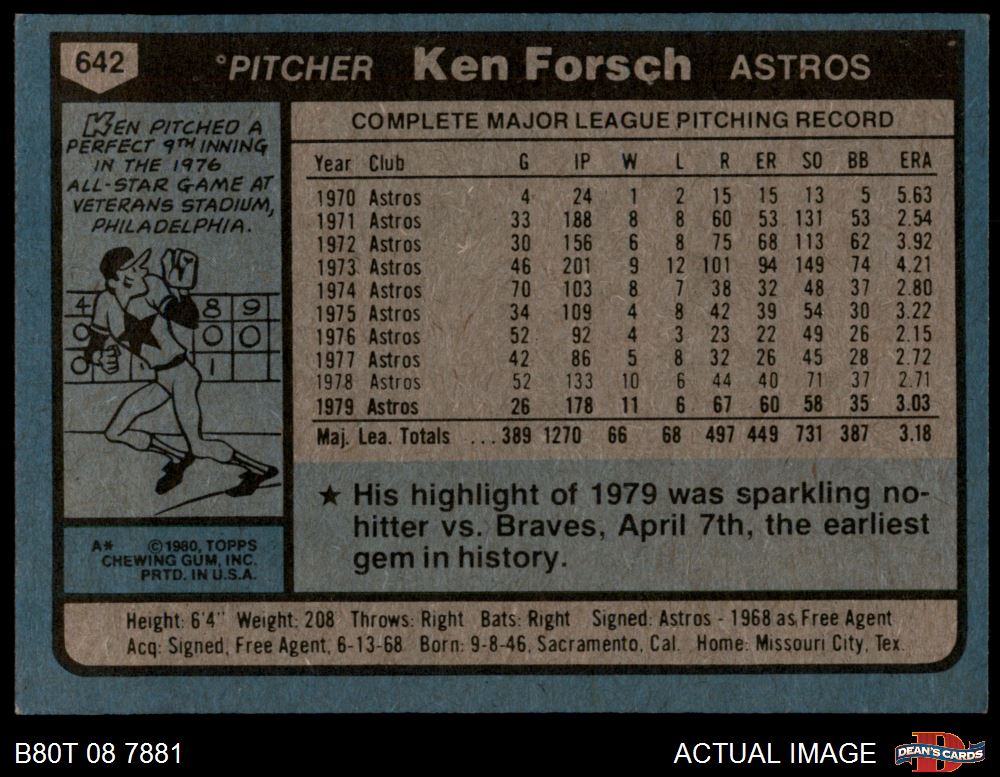 642
°PITCHER Ken Forsch ASTROS
KEN PITCHED A
PERFECT 9TH INNING
IN THE 1976
ALL-STAR GAME AT
VETERANS STADIUM,
PHILADELPHIA.
4 8 9
0 0 0
0 1
COMPLETE MAJOR LEAGUE PITCHING RECORD
Year Club G IP W L R ER SO BB ERA
1970 Astros 4 24 1 2 15 15 13 5 5.63
1971 Astros 33 188 8 8 60 53 131 53 2.54
1972 Astros 30 156 6 8 75 68 113 62 3.92
1973 Astros 46 201 9 12 101 94 149 74 4.21
1974 Astros 70 103 8 7 38 32 48 37 2.80
1975 Astros 34 109 4 8 42 39 54 30 3.22
1976 Astros 52 92 4 3 23 22 49 26 2.15
1977 Astros 42 86 5 8 32 26 45 28 2.72
1978 Astros 52 133 10 6 44 40 71 37 2.71
1979 Astros 26 178 11 6 67 60 58 35 3.03
Maj. Lea. Totals ...389 1270 66 68 497 449 731 387 3.18
★ His highlight of 1979 was sparkling no-
hitter vs. Braves, April 7th, the earliest
gem in history.
A* ©1980, TOPPS
CHEWING GUM, INC.
PRTD. IN U.S.A.
Height: 6'4" Weight: 208 Throws: Right Bats: Right Signed: Astros - 1968 as Free Agent
Acq: Signed, Free Agent, 6-13-68 Born: 9-8-46, Sacramento, Cal. Home: Missouri City, Tex.
B80T 08 7881
ACTUAL IMAGE
D
DEAN'S CARDS